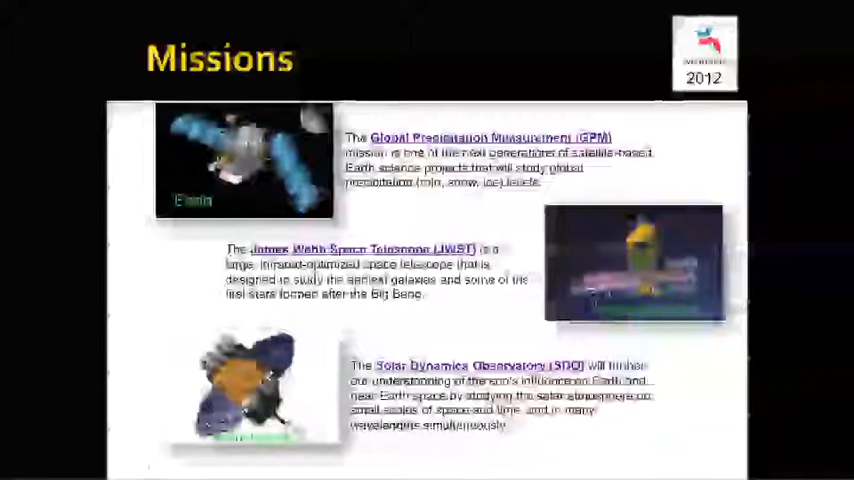 Missions
2012
The Global Precipitation Measurement (GPM)
mission is one of the next generations of satellite-based
Earth science projects that will study global
precipitation (rain, snow, ice) levels.
The James Webb Space Telescope (JWST) is a
large, infrared-optimized space telescope that is
designed to study the earliest galaxies and some of the
first stars formed after the Big Bang.
The Solar Dynamics Observatory (SDO) will further
our understanding of the sun's influence on Earth and
near Earth space by studying the solar atmosphere on
small scales of space and time and in many
wavelengths simultaneously.